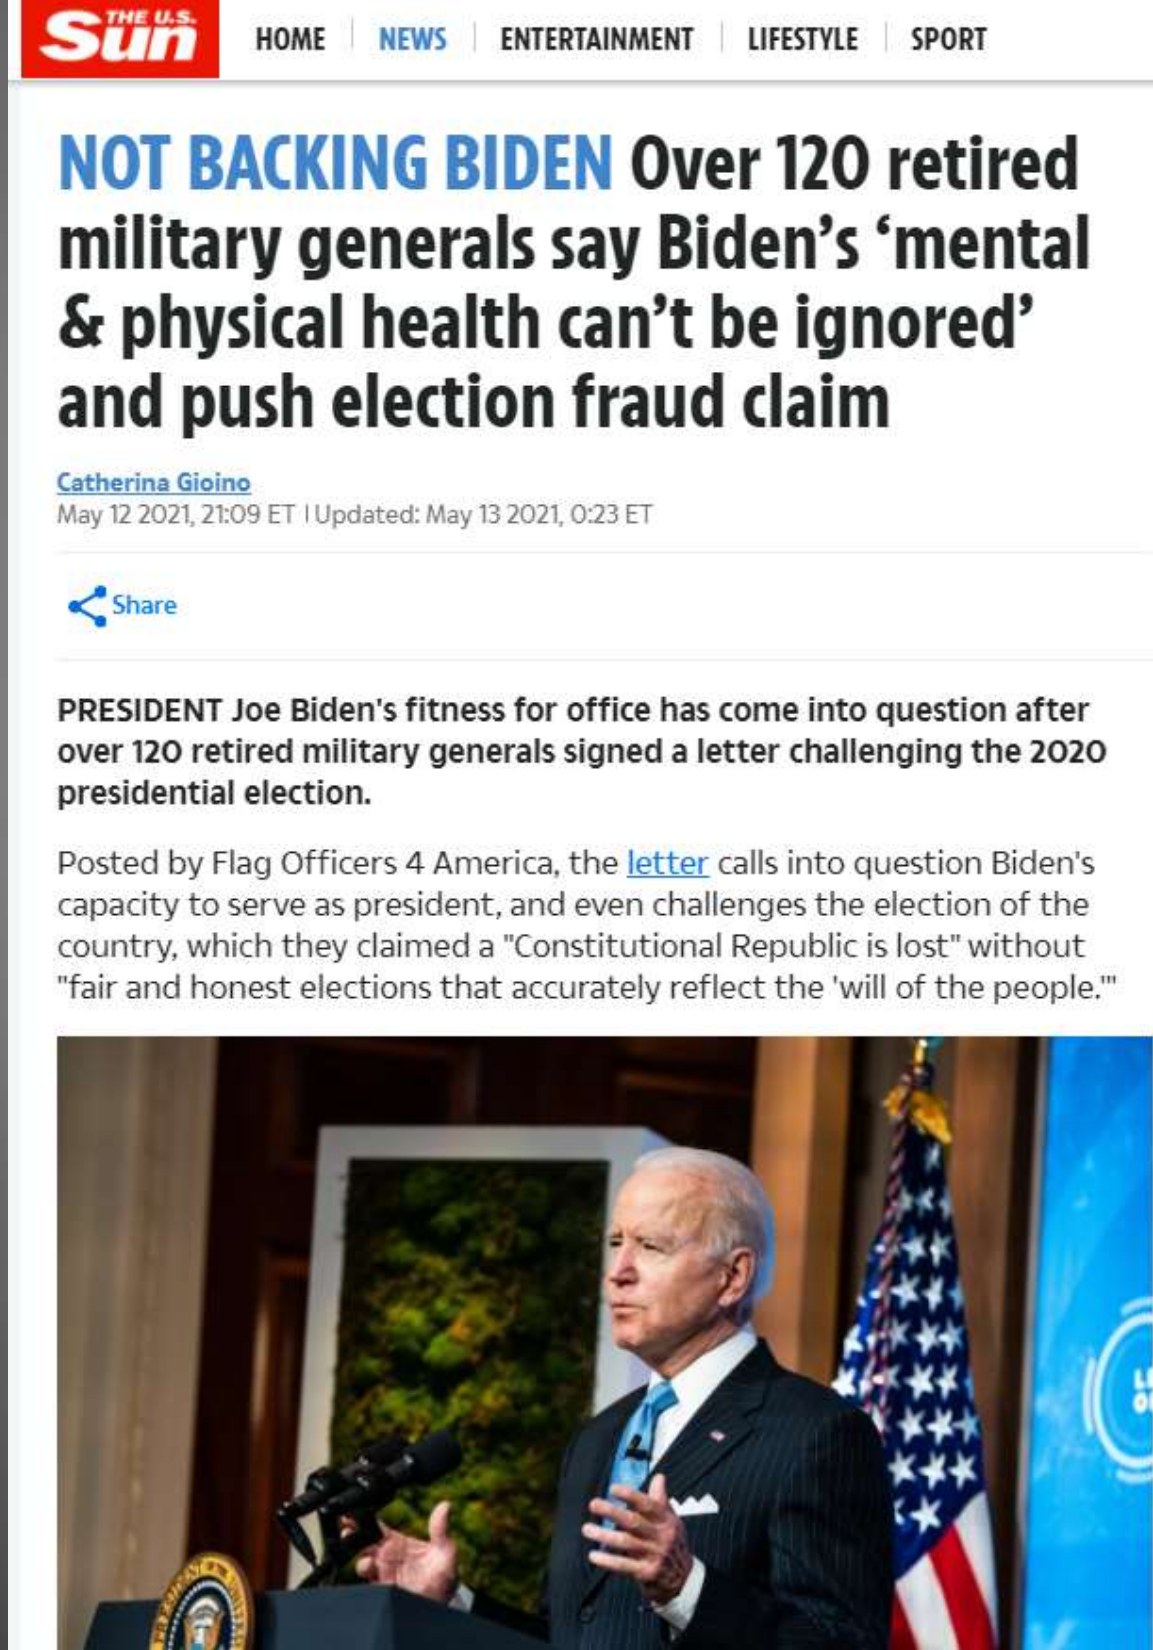 THE U.S.
Sun
HOME
NEWS
ENTERTAINMENT
LIFESTYLE
SPORT
NOT BACKING BIDEN Over 120 retired
military generals say Biden’s ‘mental
& physical health can’t be ignored’
and push election fraud claim
Catherina Gioino
May 12 2021, 21:09 ET | Updated: May 13 2021, 0:23 ET
Share
PRESIDENT Joe Biden's fitness for office has come into question after
over 120 retired military generals signed a letter challenging the 2020
presidential election.
Posted by Flag Officers 4 America, the letter calls into question Biden's
capacity to serve as president, and even challenges the election of the
country, which they claimed a "Constitutional Republic is lost" without
"fair and honest elections that accurately reflect the 'will of the people.'"